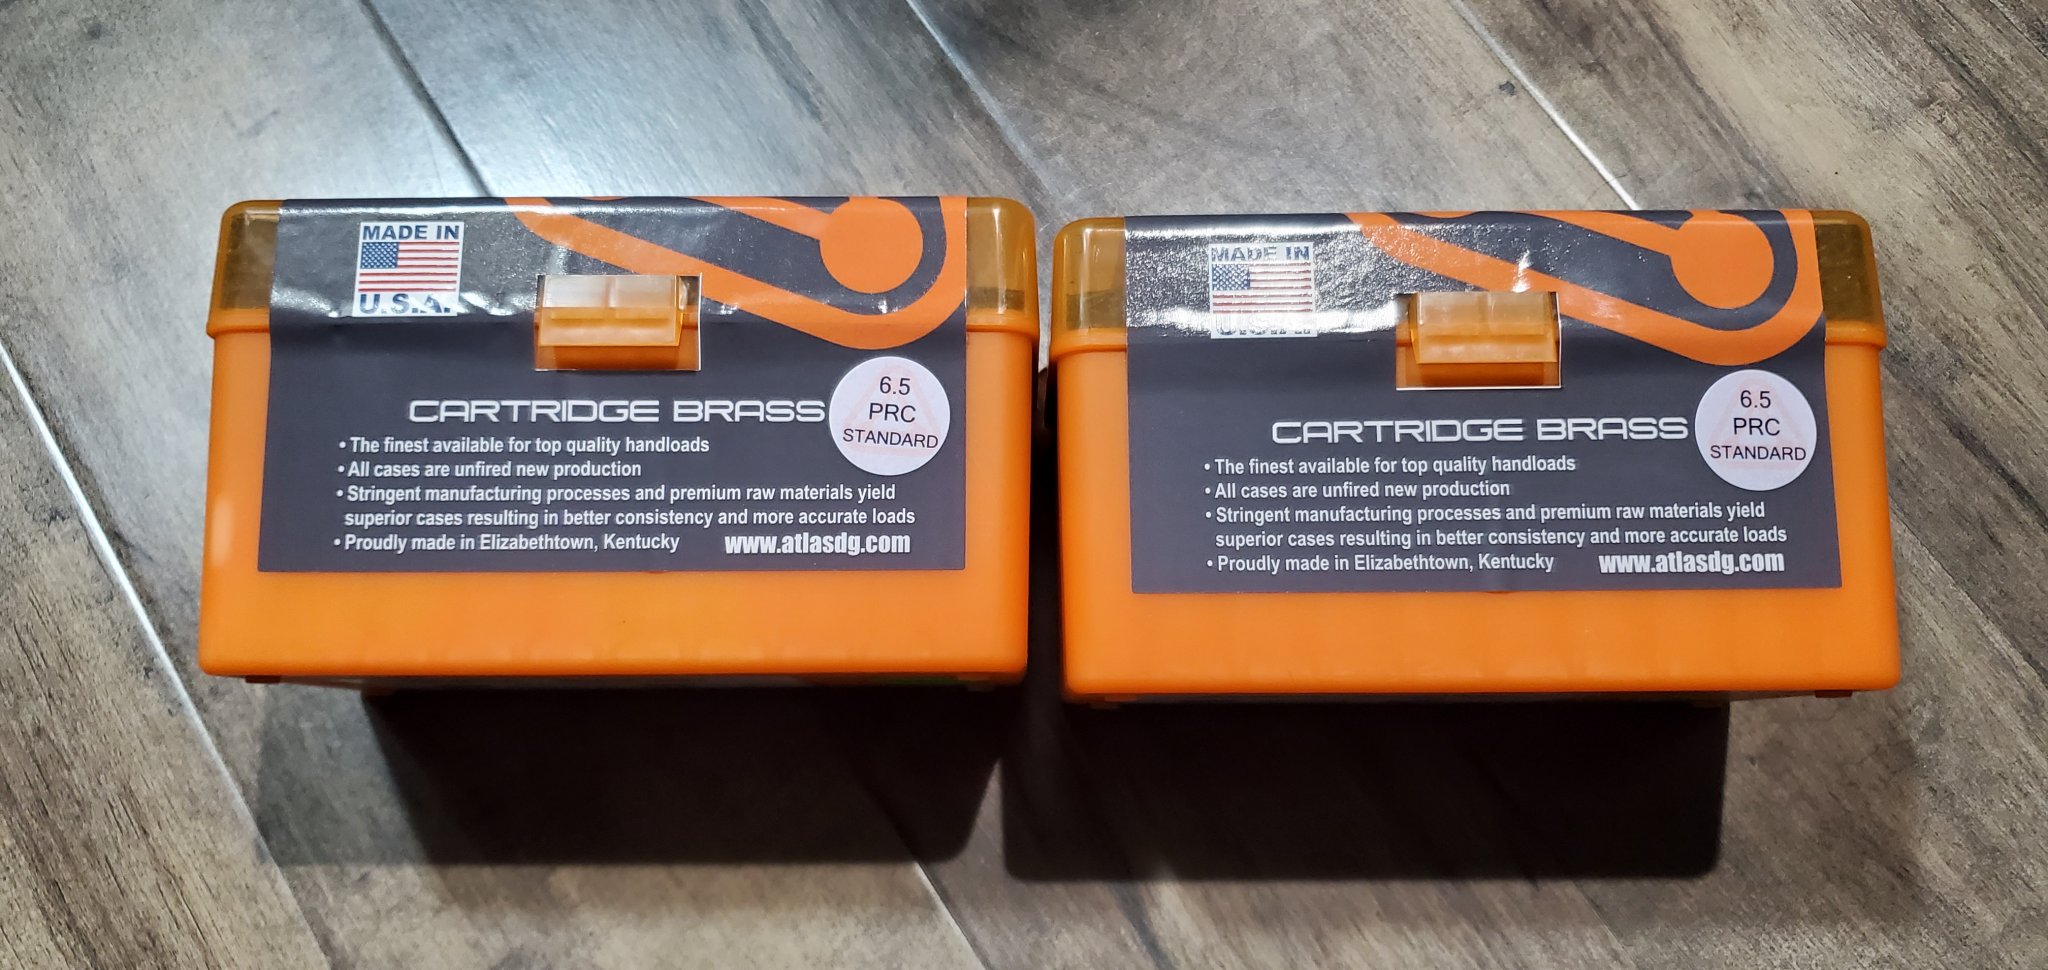 MADE IN
U.S.A.
CARTRIDGE BRASS
6.5
PRC
STANDARD
• The finest available for top quality handloads
• All cases are unfired new production
• Stringent manufacturing processes and premium raw materials yield
superior cases resulting in better consistency and more accurate loads
• Proudly made in Elizabethtown, Kentucky
www.atlasdg.com
MADE IN
U.S.A.
CARTRIDGE BRASS
6.5
PRC
STANDARD
• The finest available for top quality handloads
• All cases are unfired new production
• Stringent manufacturing processes and premium raw materials yield
superior cases resulting in better consistency and more accurate loads
• Proudly made in Elizabethtown, Kentucky
www.atlasdg.com